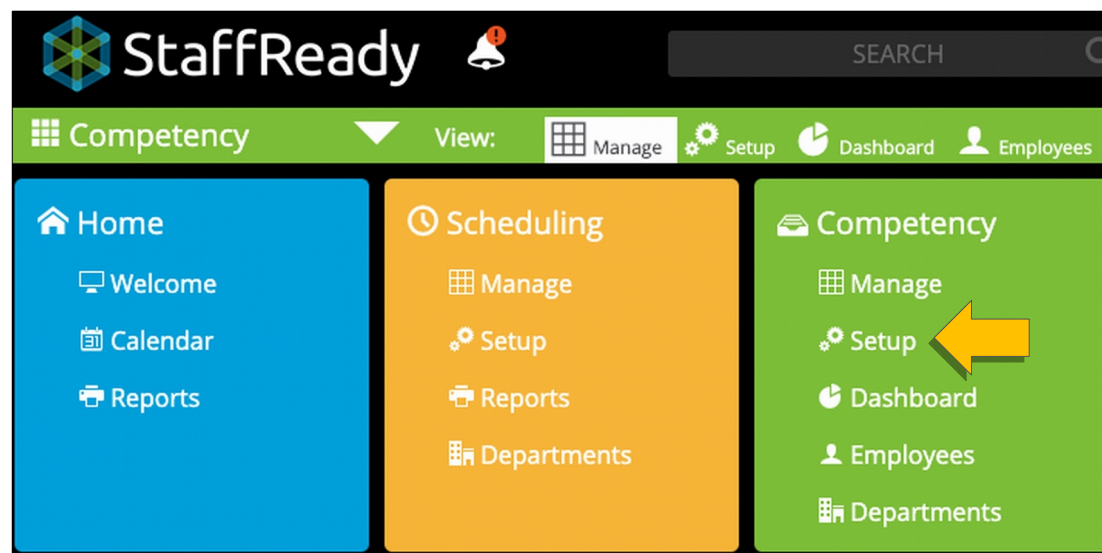 StaffReady
SEARCH
Competency View: Manage Setup Dashboard Employees
Home
Welcome
Calendar
Reports
Scheduling
Manage
Setup
Reports
Departments
Competency
Manage
Setup
Dashboard
Employees
Departments